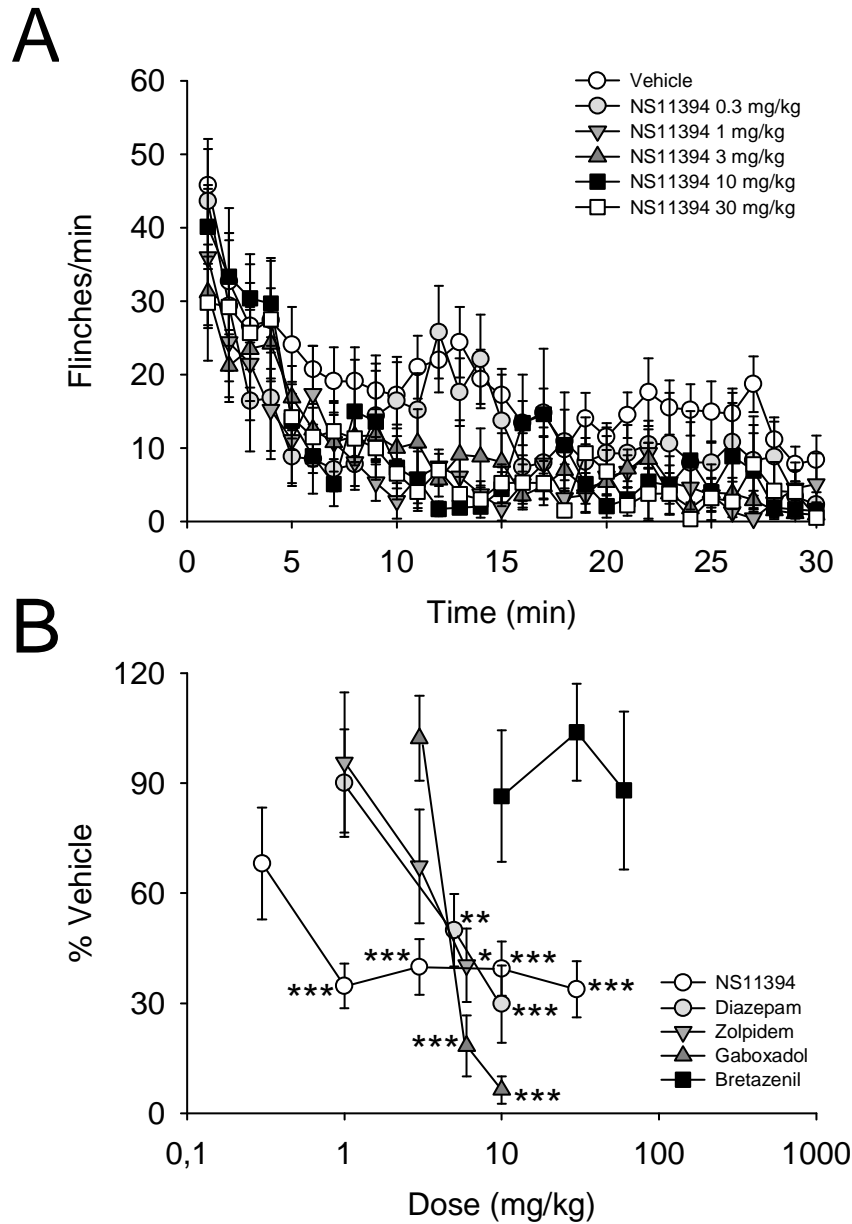 A
60
50
40
30
20
10
0
Flinches/min
Vehicle
NS11394 0.3 mg/kg
NS11394 1 mg/kg
NS11394 3 mg/kg
NS11394 10 mg/kg
NS11394 30 mg/kg
0 5 10 15 20 25 30
Time (min)
B
120
90
60
30
0
% Vehicle
**
*** * ***
*** ***
***
***
***
NS11394
Diazepam
Zolpidem
Gaboxadol
Bretazenil
0,1 1 10 100 1000
Dose (mg/kg)